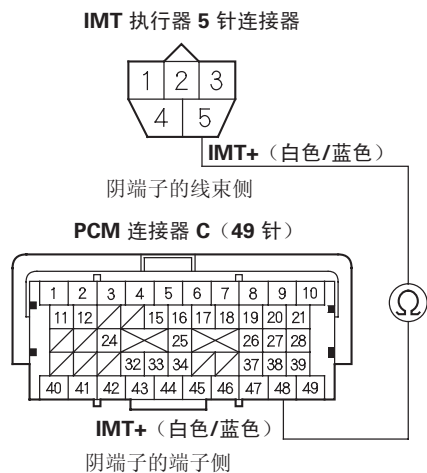 IMT 执行器 5 针连接器
1 2 3
4 5
IMT+（白色/蓝色）
阴端子的线束侧
PCM 连接器 C（49 针）
Ω
1 2 3 4 5 6 7 8 9 10
11 12 15 16 17 18 19 20 21
24 25 26 27 28
32 33 34 37 38 39
40 41 42 43 44 45 46 47 48 49
IMT+（白色/蓝色）
阴端子的端子侧